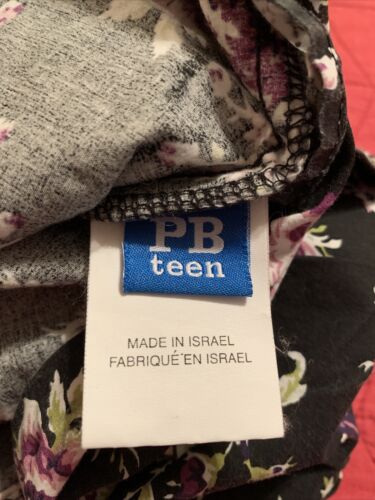 PB
teen
MADE IN ISRAEL
FABRIQUÉ EN ISRAEL